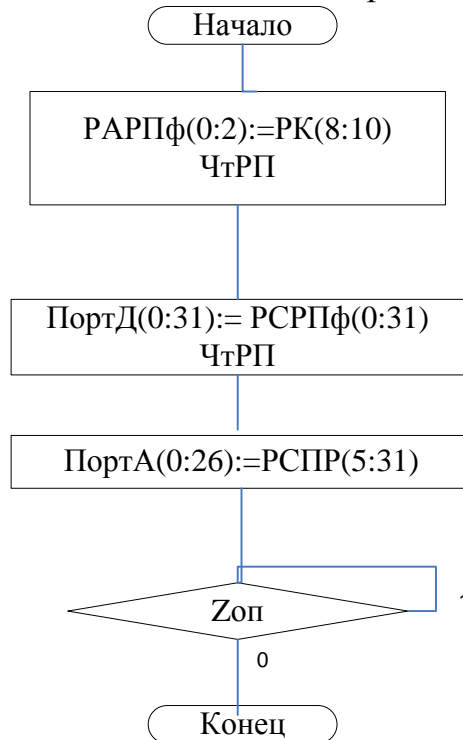 Начало
РАРПф(0:2):=РК(8:10)
ЧтРП
ПортД(0:31):= РСРПф(0:31)
ЧтРП
ПортА(0:26):=РСПР(5:31)
Zоп
0
Конец